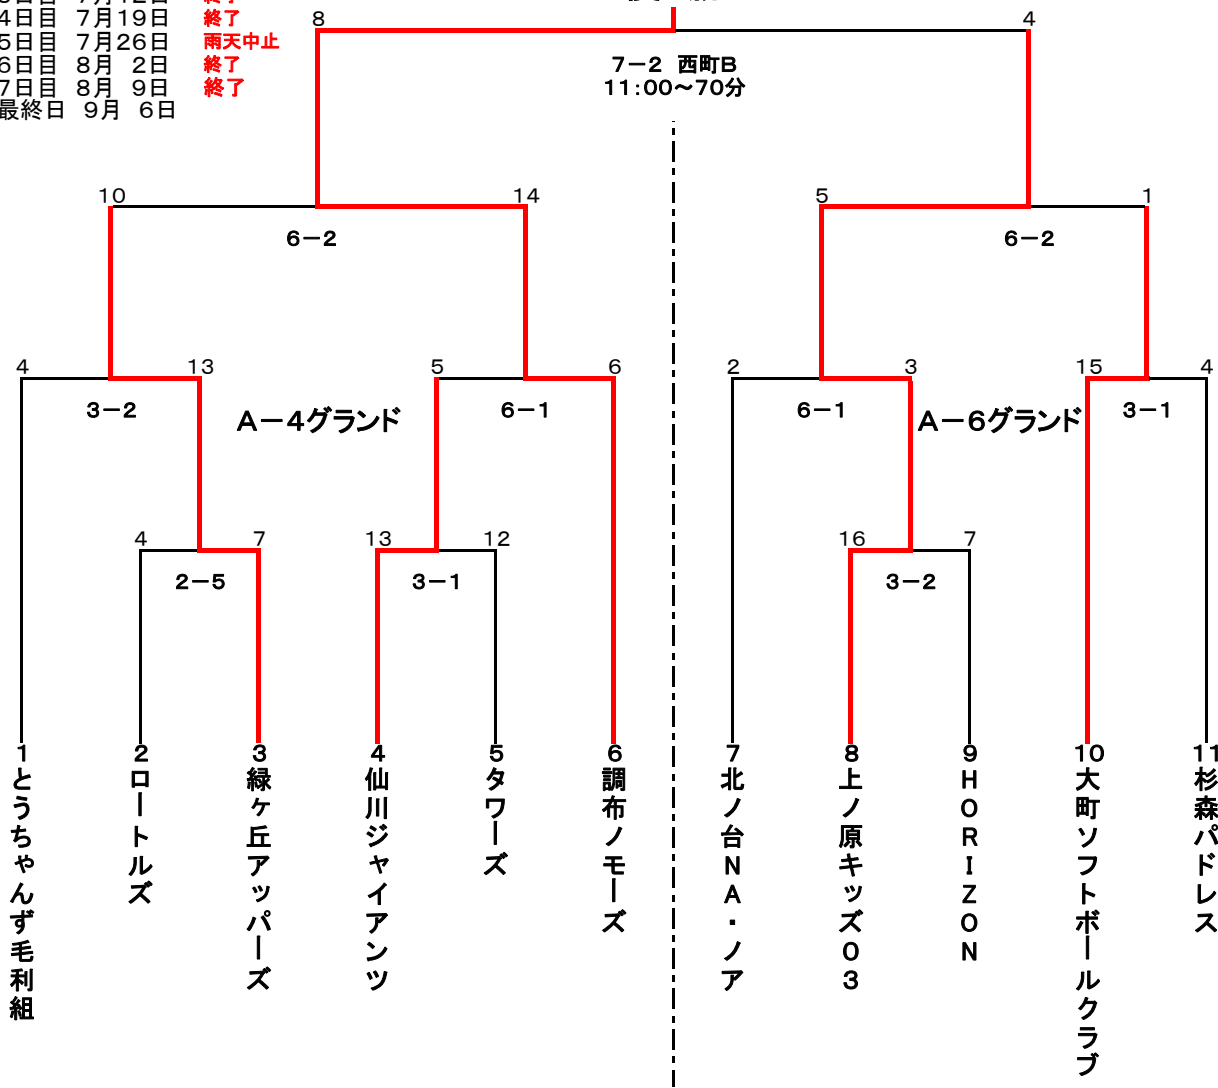 4日目 7月19日 終了
5日目 7月26日 雨天中止
6日目 8月 2日 終了
7日目 8月 9日 終了
最終日 9月 6日
8
4
7－2 西町B
11:00～70分
10
14
5
1
6－2
6－2
4
13
5
6
2
3
15
4
3－2
A－4グランド
6－1
6－1
A－6グランド
3－1
4
7
13
12
16
7
2－5
3－1
3－2
1
とうちゃんず毛利組
2
ロートルズ
3
緑ヶ丘アッパーズ
4
仙川ジャイアンツ
5
タワーズ
6
調布ノモーズ
7
北ノ台NA・ノア
8
上ノ原キッズ03
9
HORIZON
10
大町ソフトボールクラブ
11
杉森パドレス